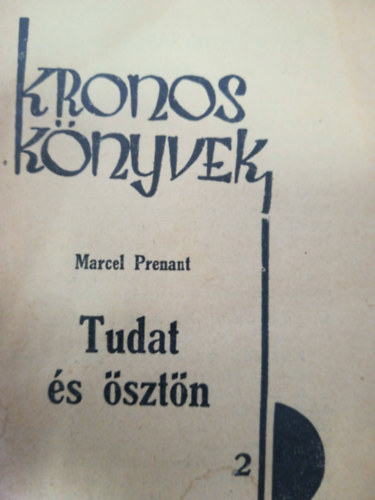 KRONOS
KÖNYVEK
Marcel Prenant
Tudat
és ösztön
2